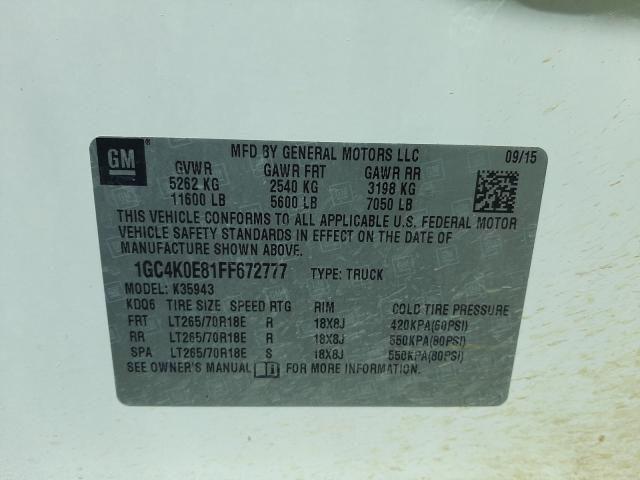 GM
MFD BY GENERAL MOTORS LLC 09/15
GVWR GAWR FRT GAWR RR
5262 KG 2540 KG 3198 KG
11600 LB 5600 LB 7050 LB
THIS VEHICLE CONFORMS TO ALL APPLICABLE U.S. FEDERAL MOTOR
VEHICLE SAFETY STANDARDS IN EFFECT ON THE DATE OF
MANUFACTURE SHOWN ABOVE.
1GC4K0E81FF672777 TYPE: TRUCK
MODEL: K35943
KDQ6 TIRE SIZE SPEED RTG RIM COLD TIRE PRESSURE
FRT LT265/70R18E R 18X8J 420KPA(60PSI)
RR LT265/70R18E R 18X8J 550KPA(80PSI)
SPA LT265/70R18E S 18X8J 550KPA(80PSI)
SEE OWNER'S MANUAL FOR MORE INFORMATION.